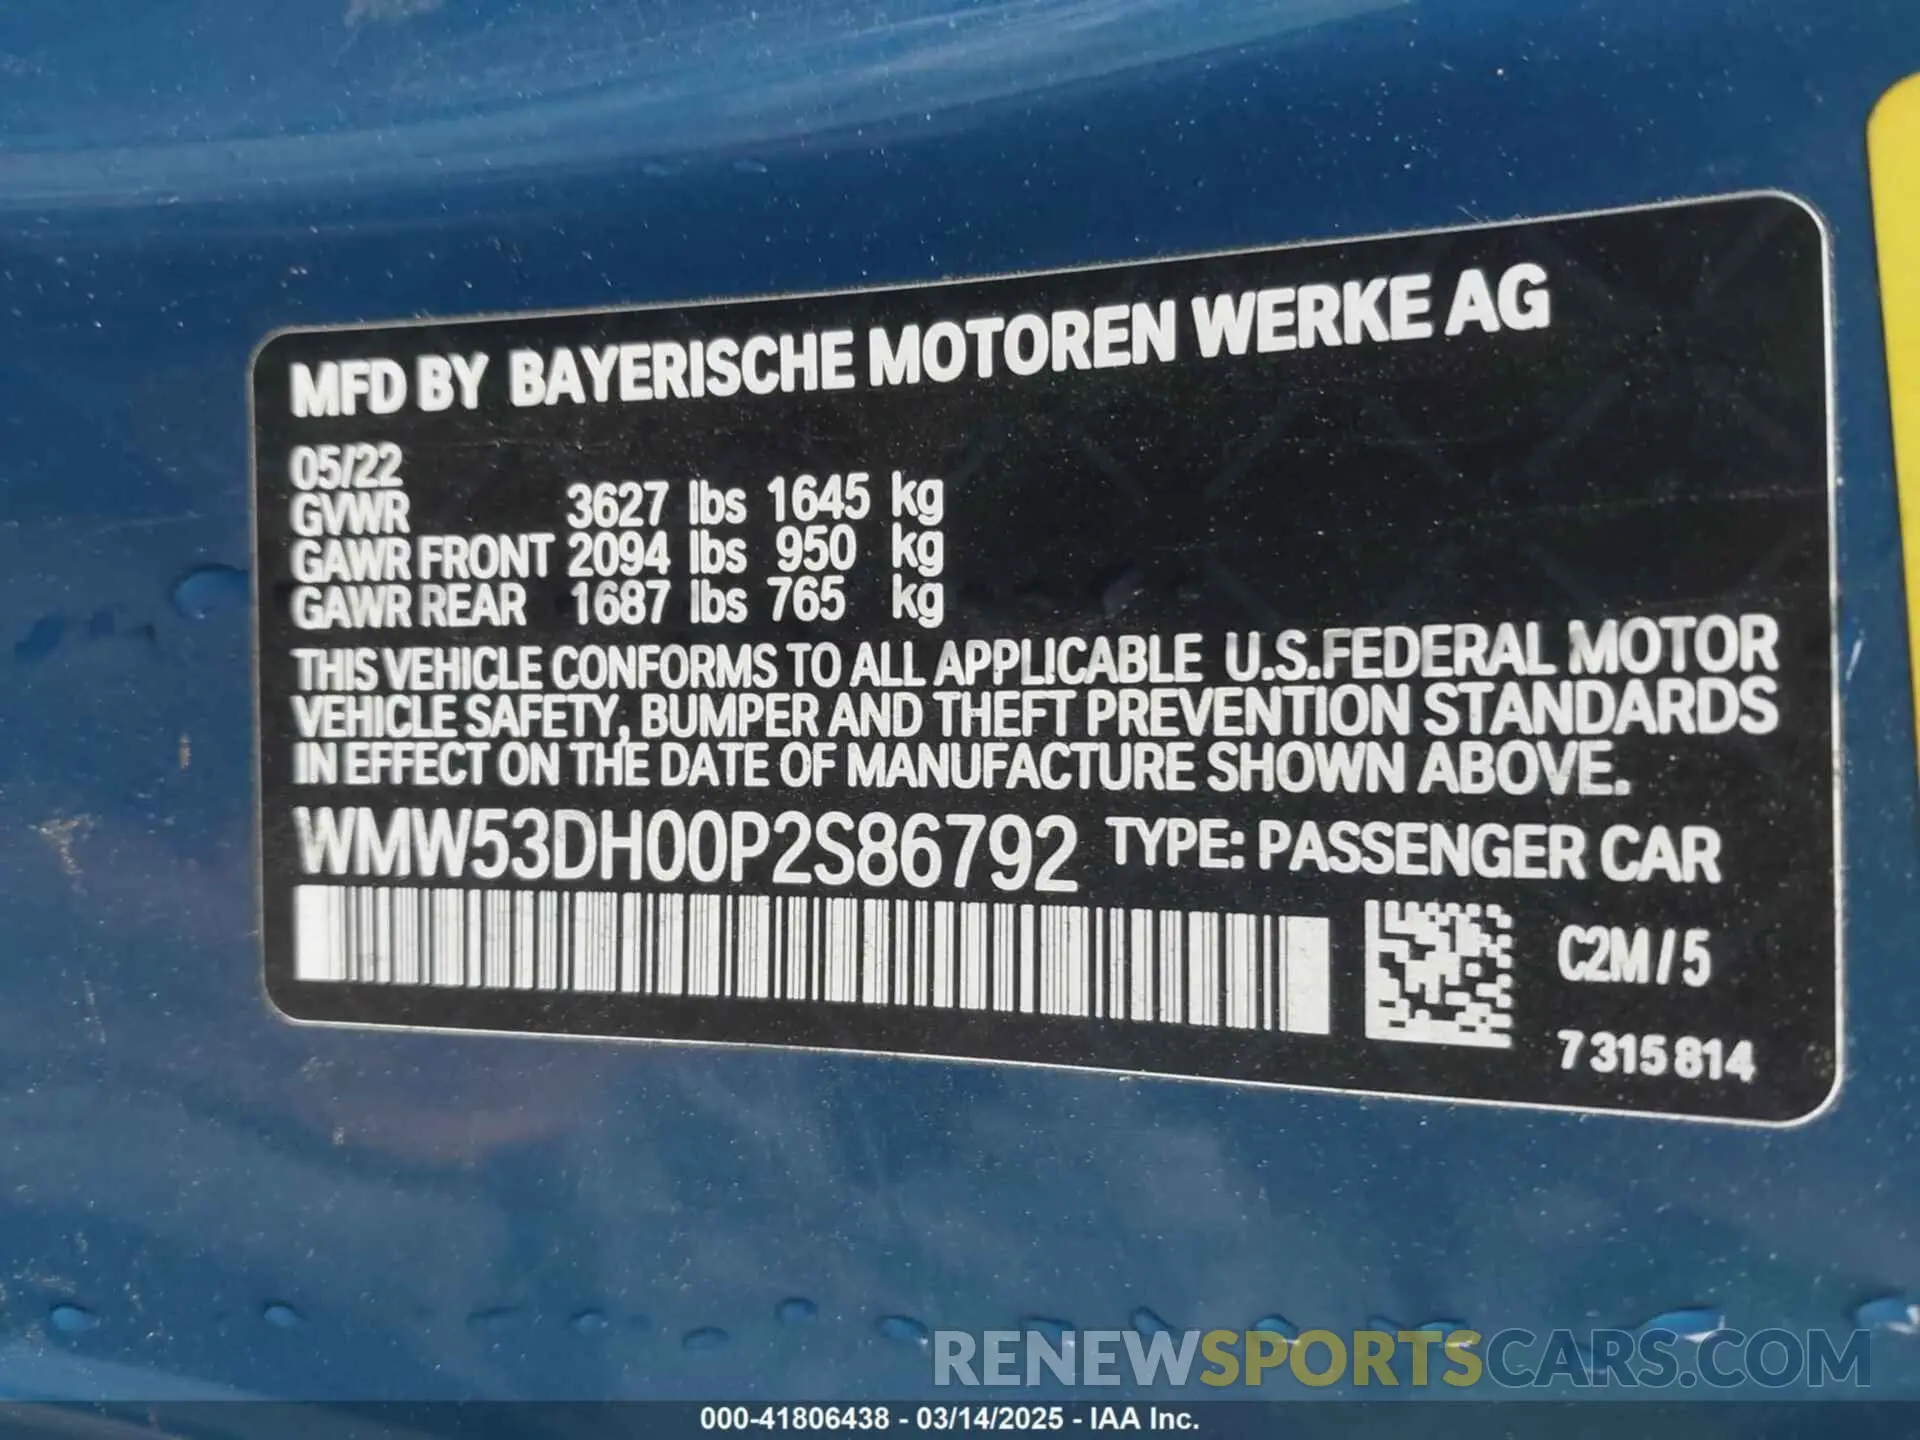 MFD BY BAYERISCHE MOTOREN WERKE AG
05/22
GVWR 3627 lbs 1645 kg
GAWR FRONT 2094 lbs 950 kg
GAWR REAR 1687 lbs 765 kg
THIS VEHICLE CONFORMS TO ALL APPLICABLE U.S.FEDERAL MOTOR
VEHICLE SAFETY, BUMPER AND THEFT PREVENTION STANDARDS
IN EFFECT ON THE DATE OF MANUFACTURE SHOWN ABOVE.
WMW53DH00P2S86792 TYPE: PASSENGER CAR
C2M / 5
7 315 814
RENEWSPORTSCARS.COM
000-41806438 - 03/14/2025 - IAA Inc.